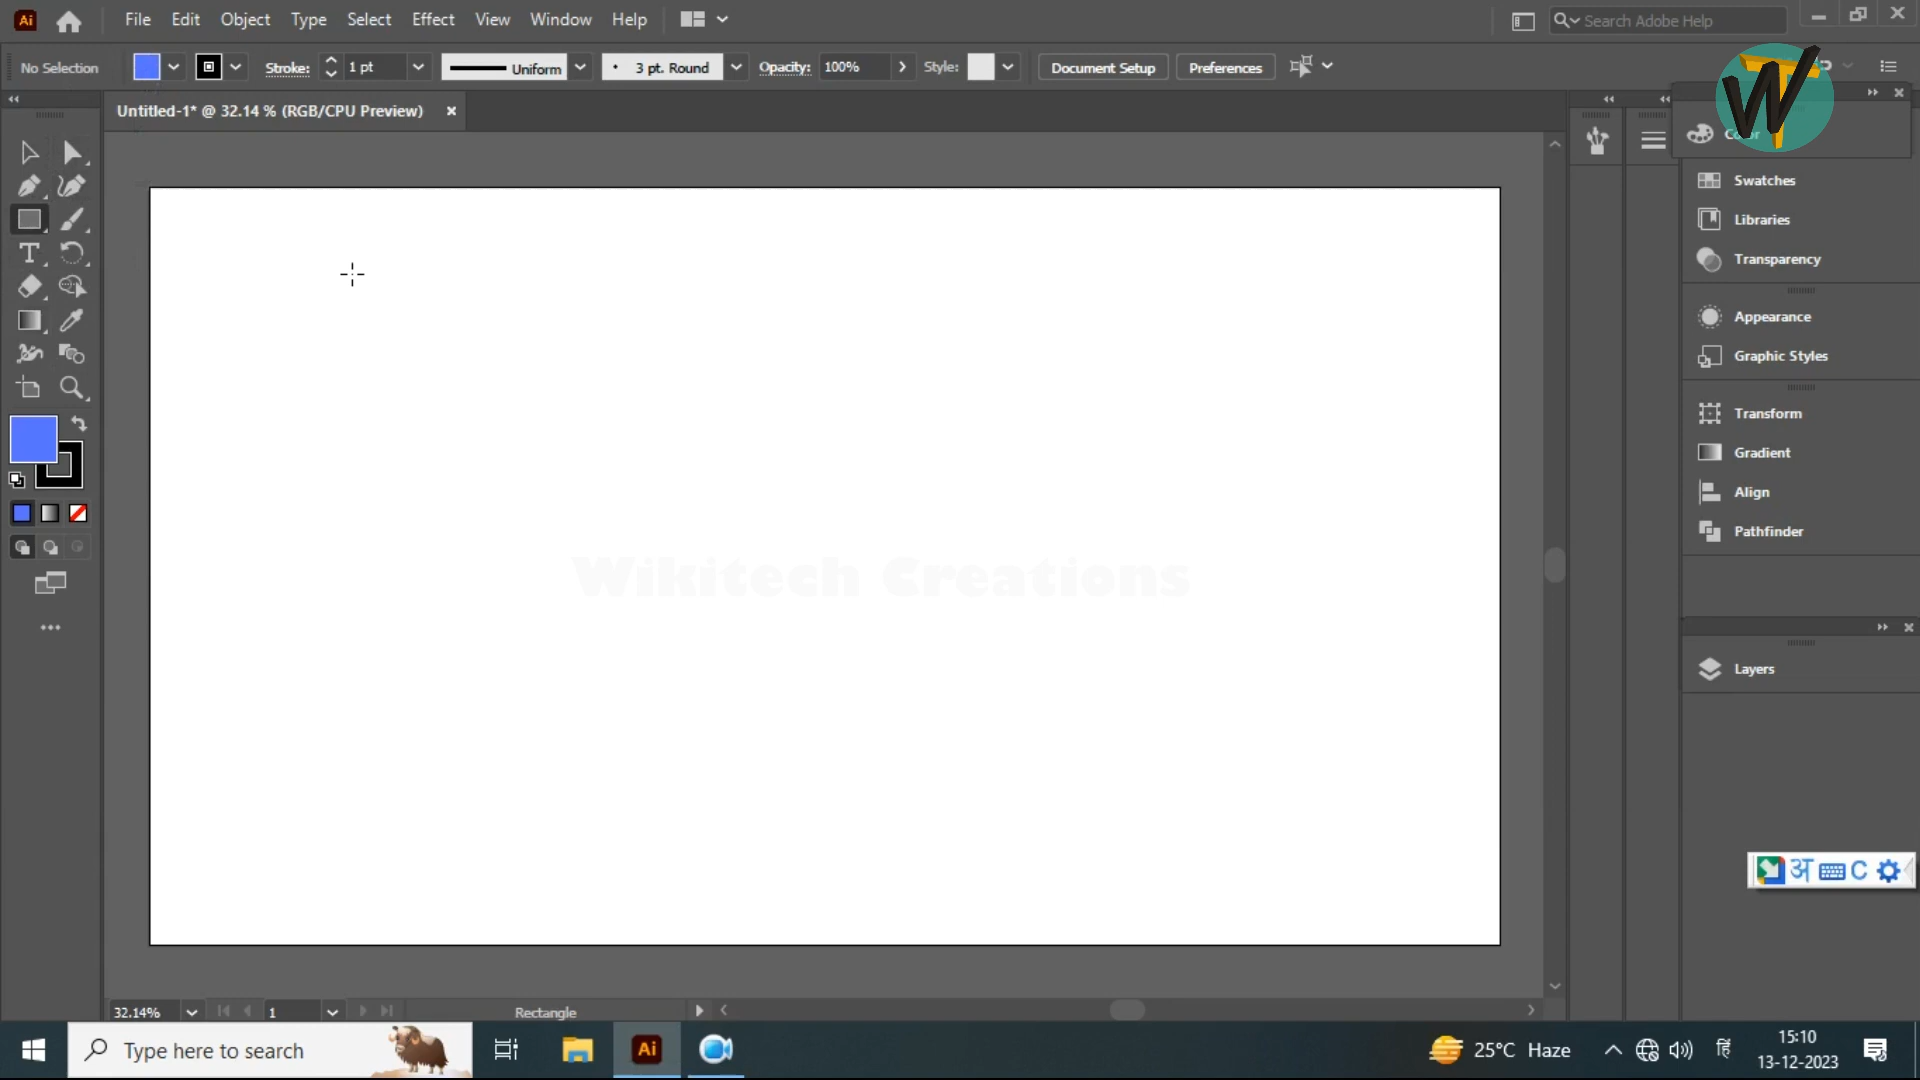 Ai File Edit Object Type Select Effect View Window Help Search Adobe Help
No Selection Stroke: 1 pt Uniform 3 pt. Round Opacity: 100% Style: Document Setup Preferences
Untitled-1* @ 32.14 % (RGB/CPU Preview)
W T
Color
Swatches
Libraries
Transparency
Appearance
Graphic Styles
Transform
Gradient
Align
Pathfinder
Wikitech Creations
Layers
अ C
32.14% 1 Rectangle
Type here to search Ai 25°C Haze हिं 15:10
13-12-2023